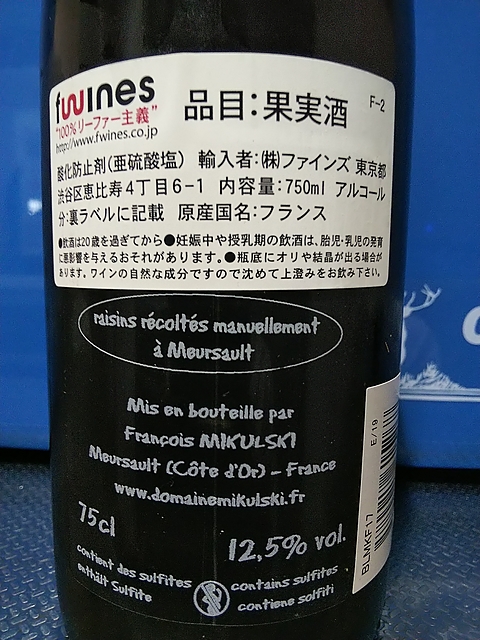 fwines
"100%リーファー主義"
http://www.fwines.co.jp
品目:果実酒
F-2
酸化防止剤(亜硫酸塩) 輸入者:(株)ファインズ 東京都
渋谷区恵比寿4丁目6-1 内容量:750ml アルコール
分:裏ラベルに記載 原産国名:フランス
●飲酒は20歳を過ぎてから●妊娠中や授乳期の飲酒は、胎児・乳児の発育
に悪影響を与えるおそれがあります。●瓶底にオリや結晶が出る場合が
あります。ワインの自然な成分ですので沈めて上澄みをお飲み下さい。
raisins récoltés manuellement
à Meursault
Mis en bouteille par
François MIKULSKI
Meursault (Côte d'Or) - France
www.domainemikulski.fr
75cl
12,5% vol.
contient des sulfites
enthält Sulfite
contains sulfites
contiene solfiti
E/19
BLMKF17